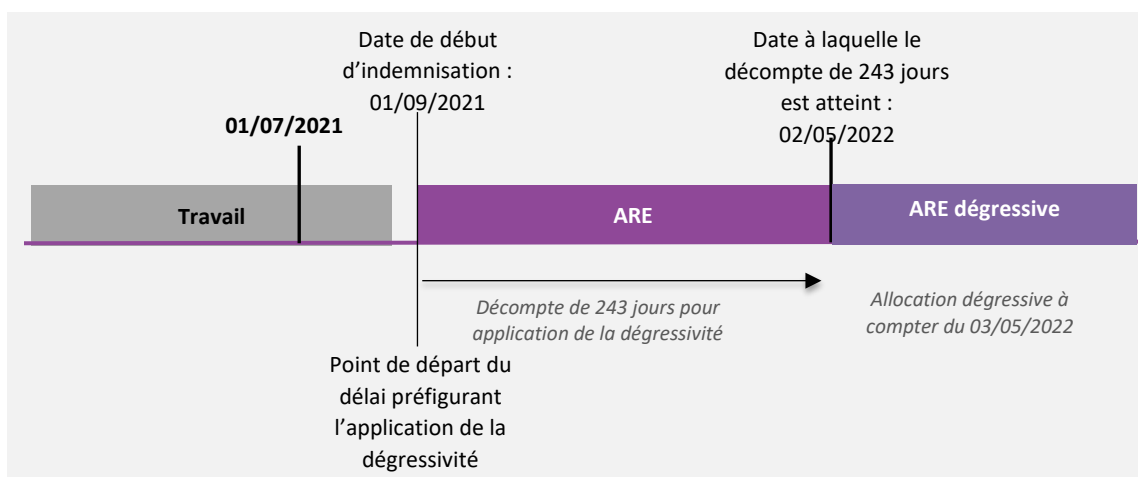 Date de début
d’indemnisation :
01/09/2021
Date à laquelle le
décompte de 243 jours
est atteint :
02/05/2022
01/07/2021
Travail
ARE
ARE dégressive
Décompte de 243 jours pour
application de la dégressivité
Allocation dégressive à
compter du 03/05/2022
Point de départ du
délai préfigurant
l’application de la
dégressivité